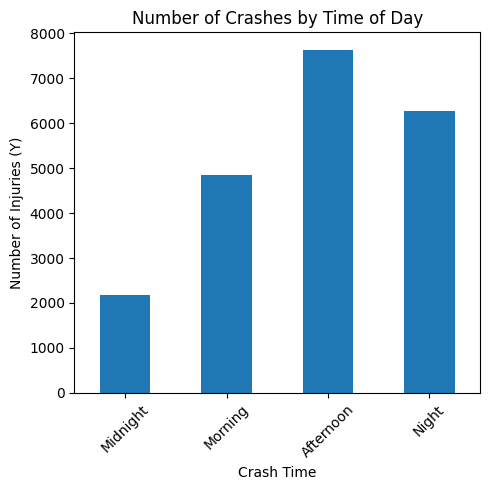 Number of Crashes by Time of Day
Number of Injuries (Y)
8000
7000
6000
5000
4000
3000
2000
1000
0
Midnight
Morning
Afternoon
Night
Crash Time